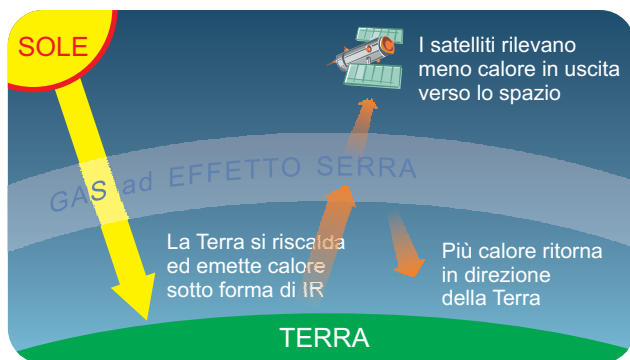 SOLE
I satelliti rilevano
meno calore in uscita
verso lo spazio
GAS ad EFFETTO SERRA
La Terra si riscalda
ed emette calore
sotto forma di IR
Più calore ritorna
in direzione
della Terra
TERRA